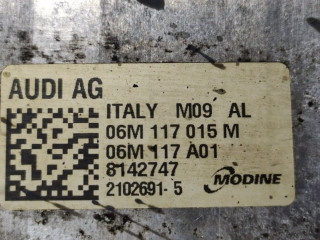 AUDI AG
ITALY M09 AL
06M 117 015 M
06M 117 A01
8142747
2102691-5
MODINE